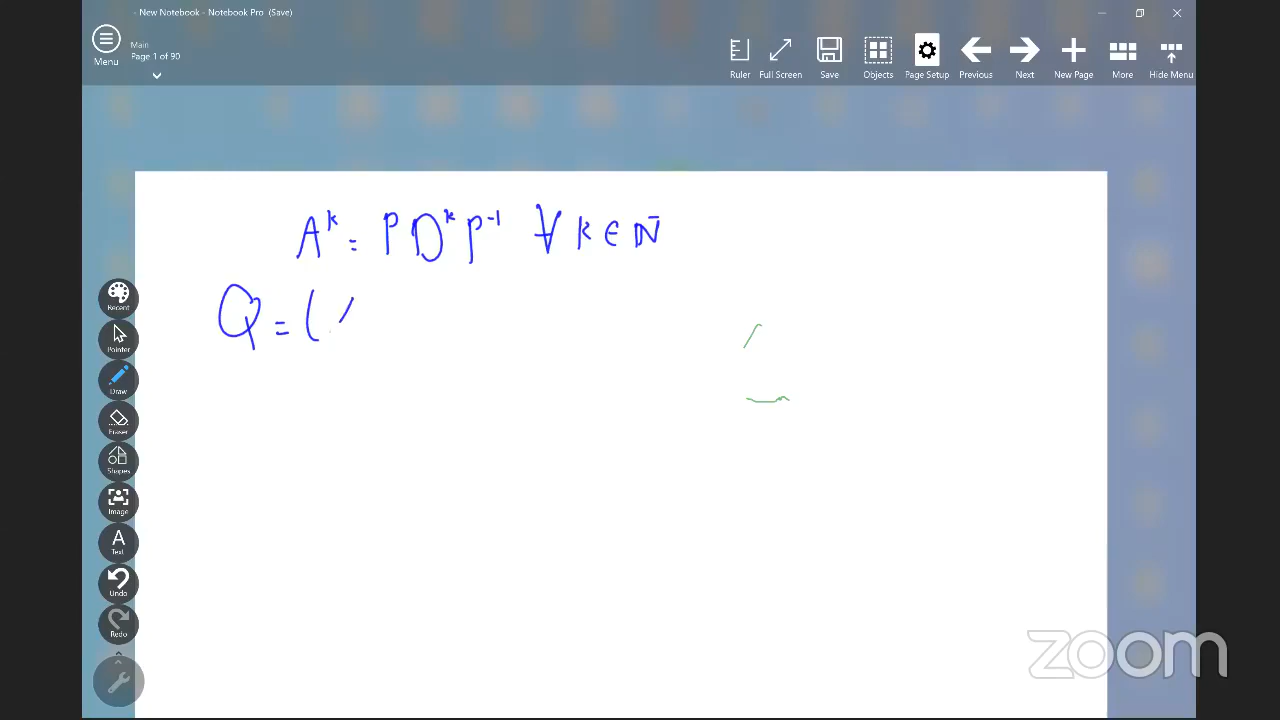 - New Notebook - Notebook Pro (Save)
Menu
Main
Page 1 of 90
Ruler
Full Screen
Save
Objects
Page Setup
Previous
Next
New Page
More
Hide Menu
A^k = P D^k P^-1 ∀ k ∈ ℕ
Q = (
Recent
Pointer
Draw
Eraser
Shapes
Image
A
Text
Undo
Redo
zoom